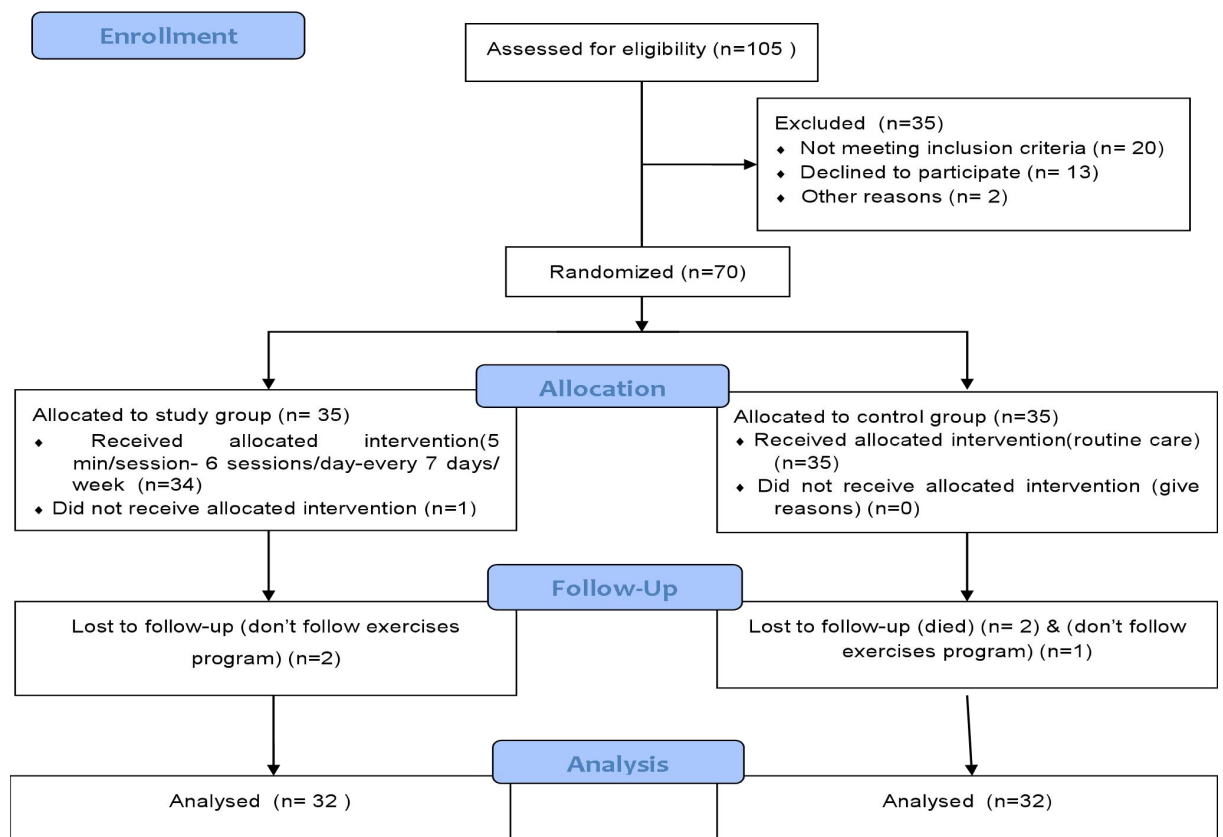 Enrollment
Assessed for eligibility (n=105 )
Excluded (n=35)
⬥ Not meeting inclusion criteria (n= 20)
⬥ Declined to participate (n= 13)
⬥ Other reasons (n= 2)
Randomized (n=70)
Allocation
Allocated to study group (n= 35)
⬥ Received allocated intervention(5
min/session- 6 sessions/day-every 7 days/
week (n=34)
⬥ Did not receive allocated intervention (n=1)
Allocated to control group (n=35)
⬥ Received allocated intervention(routine care)
(n=35)
⬥ Did not receive allocated intervention (give
reasons) (n=0)
Follow-Up
Lost to follow-up (don’t follow exercises
program) (n=2)
Lost to follow-up (died) (n= 2) & (don’t follow
exercises program) (n=1)
Analysis
Analysed (n= 32 )
Analysed (n=32)